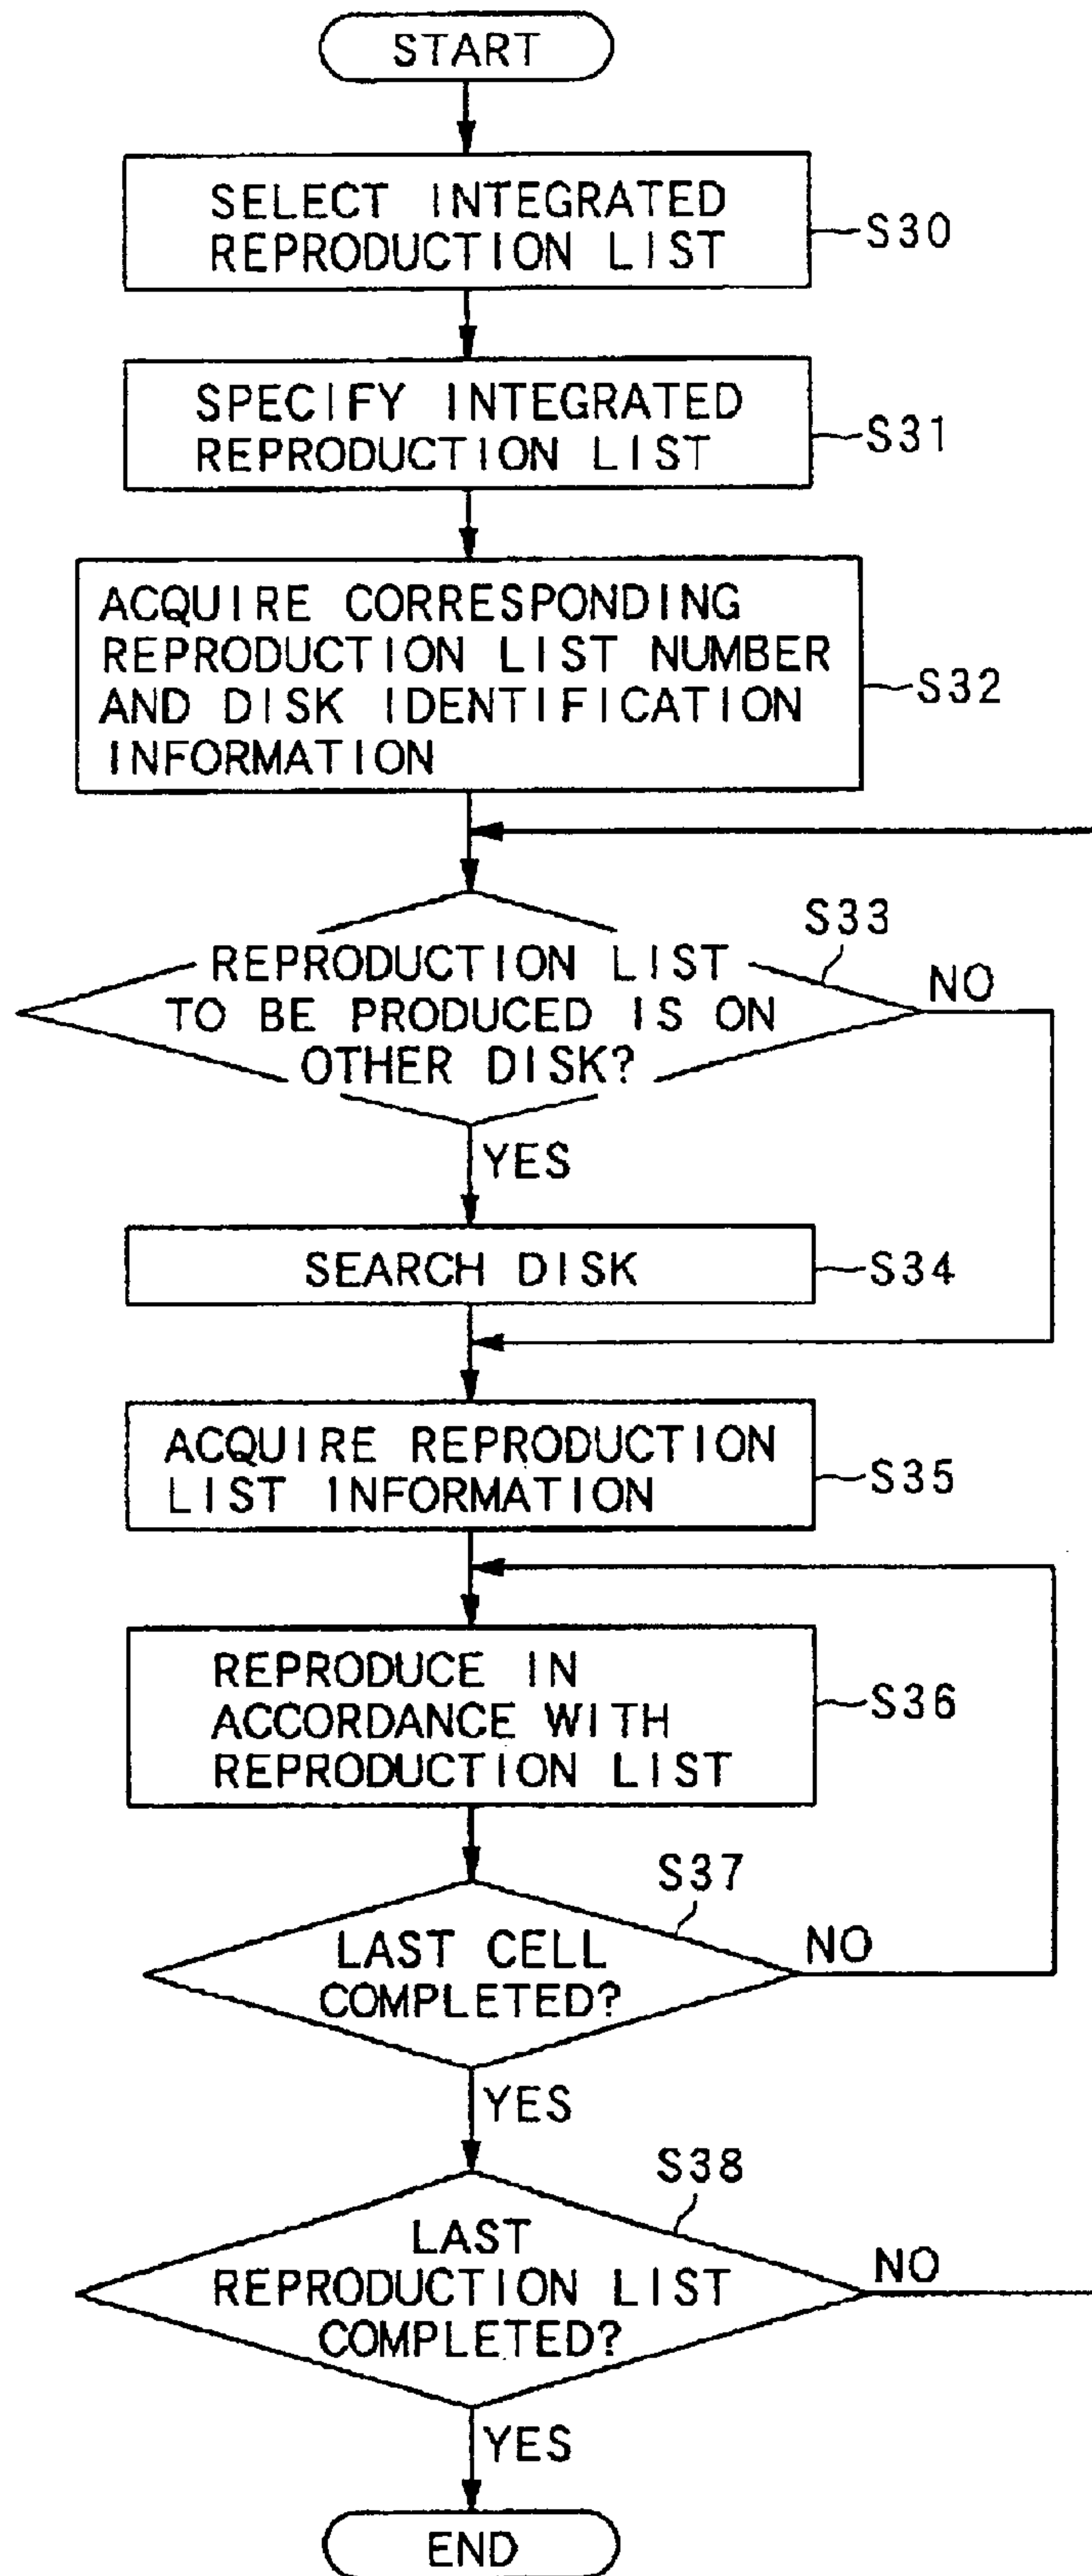 START
SELECT INTEGRATED
REPRODUCTION LIST
S30
SPECIFY INTEGRATED
REPRODUCTION LIST
S31
ACQUIRE CORRESPONDING
REPRODUCTION LIST NUMBER
AND DISK IDENTIFICATION
INFORMATION
S32
S33
REPRODUCTION LIST
TO BE PRODUCED IS ON
OTHER DISK?
NO
YES
SEARCH DISK
S34
ACQUIRE REPRODUCTION
LIST INFORMATION
S35
REPRODUCE IN
ACCORDANCE WITH
REPRODUCTION LIST
S36
S37
LAST CELL
COMPLETED?
NO
YES
S38
LAST
REPRODUCTION LIST
COMPLETED?
NO
YES
END